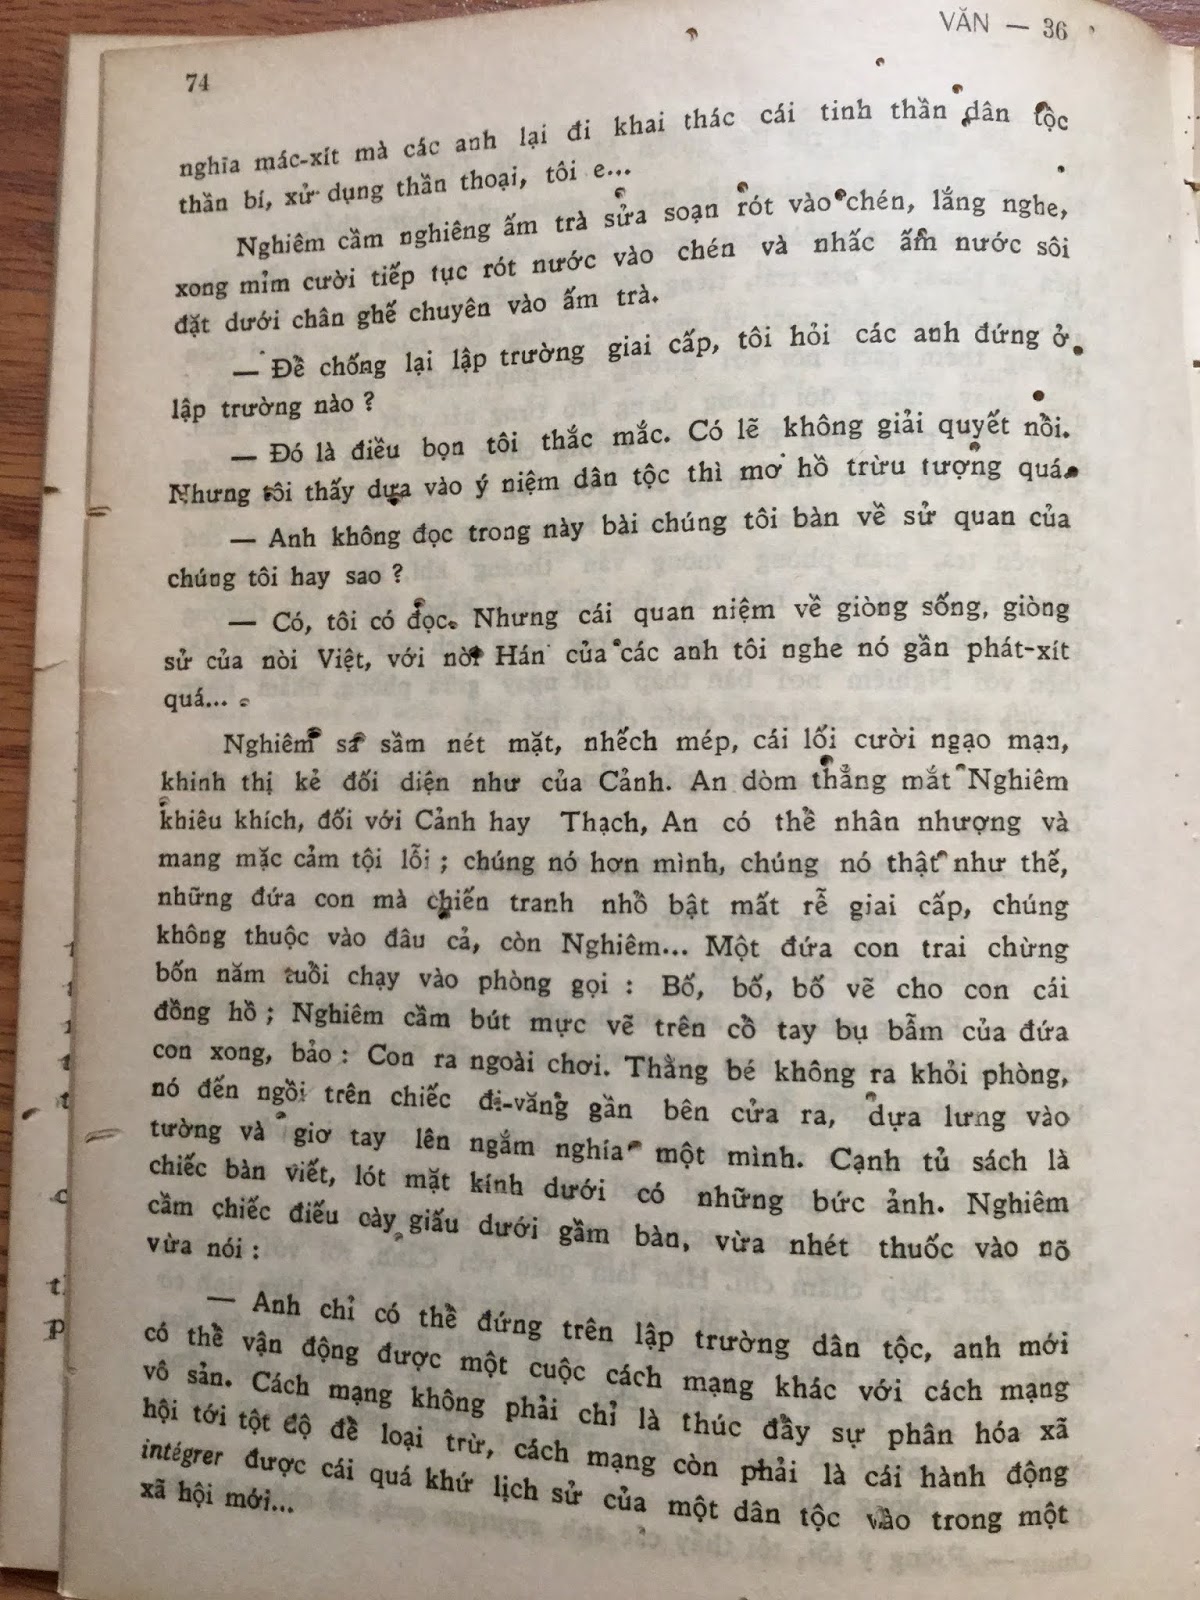 VĂN — 36
74
nghĩa mác-xít mà các anh lại đi khai thác cái tinh thần dân tộc
thần bí, xử dụng thần thoại, tôi e...
Nghiêm cầm nghiêng ấm trà sửa soạn rót vào chén, lắng nghe,
xong mỉm cười tiếp tục rót nước vào chén và nhấc ấm nước sôi
đặt dưới chân ghế chuyên vào ấm trà.
— Để chống lại lập trường giai cấp, tôi hỏi các anh đứng ở
lập trường nào ?
— Đó là điều bọn tôi thắc mắc. Có lẽ không giải quyết nổi.
Nhưng tôi thấy dựa vào ý niệm dân tộc thì mơ hồ trừu tượng quá.
— Anh không đọc trong này bài chúng tôi bàn về sử quan của
chúng tôi hay sao ?
— Có, tôi có đọc. Nhưng cái quan niệm về giòng sống, giòng
sử của nòi Việt, với nòi Hán của các anh tôi nghe nó gần phát-xít
quá...
Nghiêm sa sầm nét mặt, nhếch mép, cái lối cười ngạo mạn,
khinh thị kẻ đối diện như của Cảnh. An dòm thẳng mắt Nghiêm
khiêu khích, đối với Cảnh hay Thạch, An có thể nhân nhượng và
mang mặc cảm tội lỗi ; chúng nó hơn mình, chúng nó thật như thế,
những đứa con mà chiến tranh nhổ bật mất rễ giai cấp, chúng
không thuộc vào đâu cả, còn Nghiêm... Một đứa con trai chừng
bốn năm tuổi chạy vào phòng gọi : Bố, bố, bố vẽ cho con cái
đồng hồ ; Nghiêm cầm bút mực vẽ trên cổ tay bụ bẫm của đứa
con xong, bảo : Con ra ngoài chơi. Thằng bé không ra khỏi phòng,
nó đến ngồi trên chiếc đi-văng gần bên cửa ra, dựa lưng vào
tường và giơ tay lên ngắm nghía một mình. Cạnh tủ sách là
chiếc bàn viết, lót mặt kính dưới có những bức ảnh. Nghiêm
cầm chiếc điếu cày giấu dưới gầm bàn, vừa nhét thuốc vào nõ
vừa nói :
— Anh chỉ có thể đứng trên lập trường dân tộc, anh mới
có thể vận động được một cuộc cách mạng khác với cách mạng
vô sản. Cách mạng không phải chỉ là thúc đẩy sự phân hóa xã
hội tới tột độ để loại trừ, cách mạng còn phải là cái hành động
intégrer được cái quá khứ lịch sử của một dân tộc vào trong một
xã hội mới...